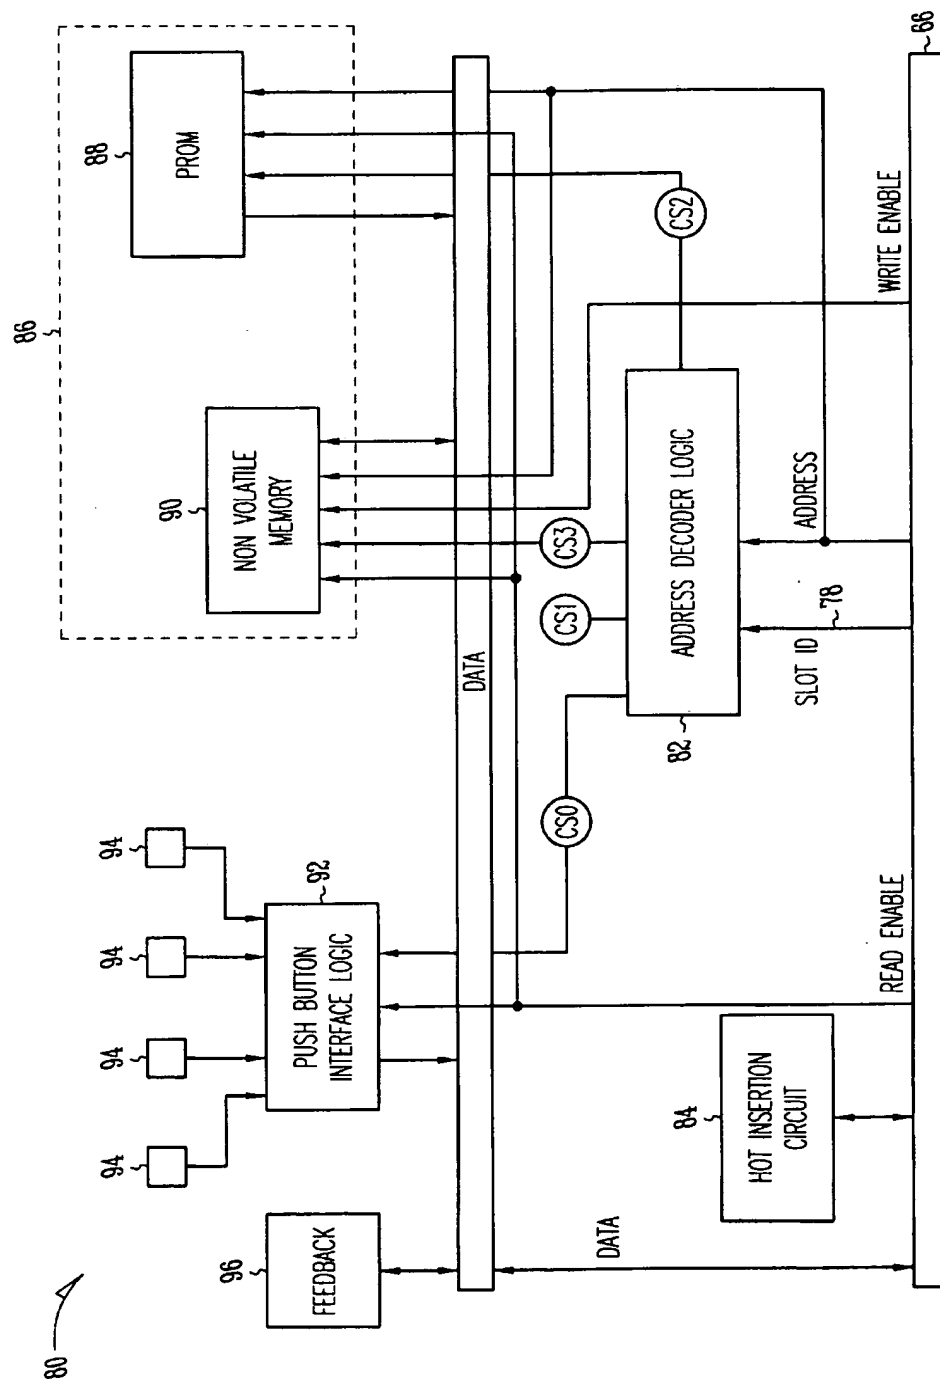 80
96
FEEDBACK
94
94
94
94
92
PUSH BUTTON
INTERFACE LOGIC
86
90
NON VOLATILE
MEMORY
88
PROM
DATA
DATA
84
HOT INSERTION
CIRCUIT
CS0
CS1
CS3
CS2
82
ADDRESS DECODER LOGIC
SLOT ID
78
ADDRESS
READ ENABLE
WRITE ENABLE
66